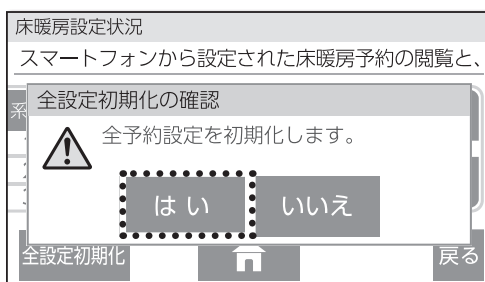 床暖房設定状況
スマートフォンから設定された床暖房予約の閲覧と、
全設定初期化の確認
全予約設定を初期化します。
はい
いいえ
全設定初期化
戻る